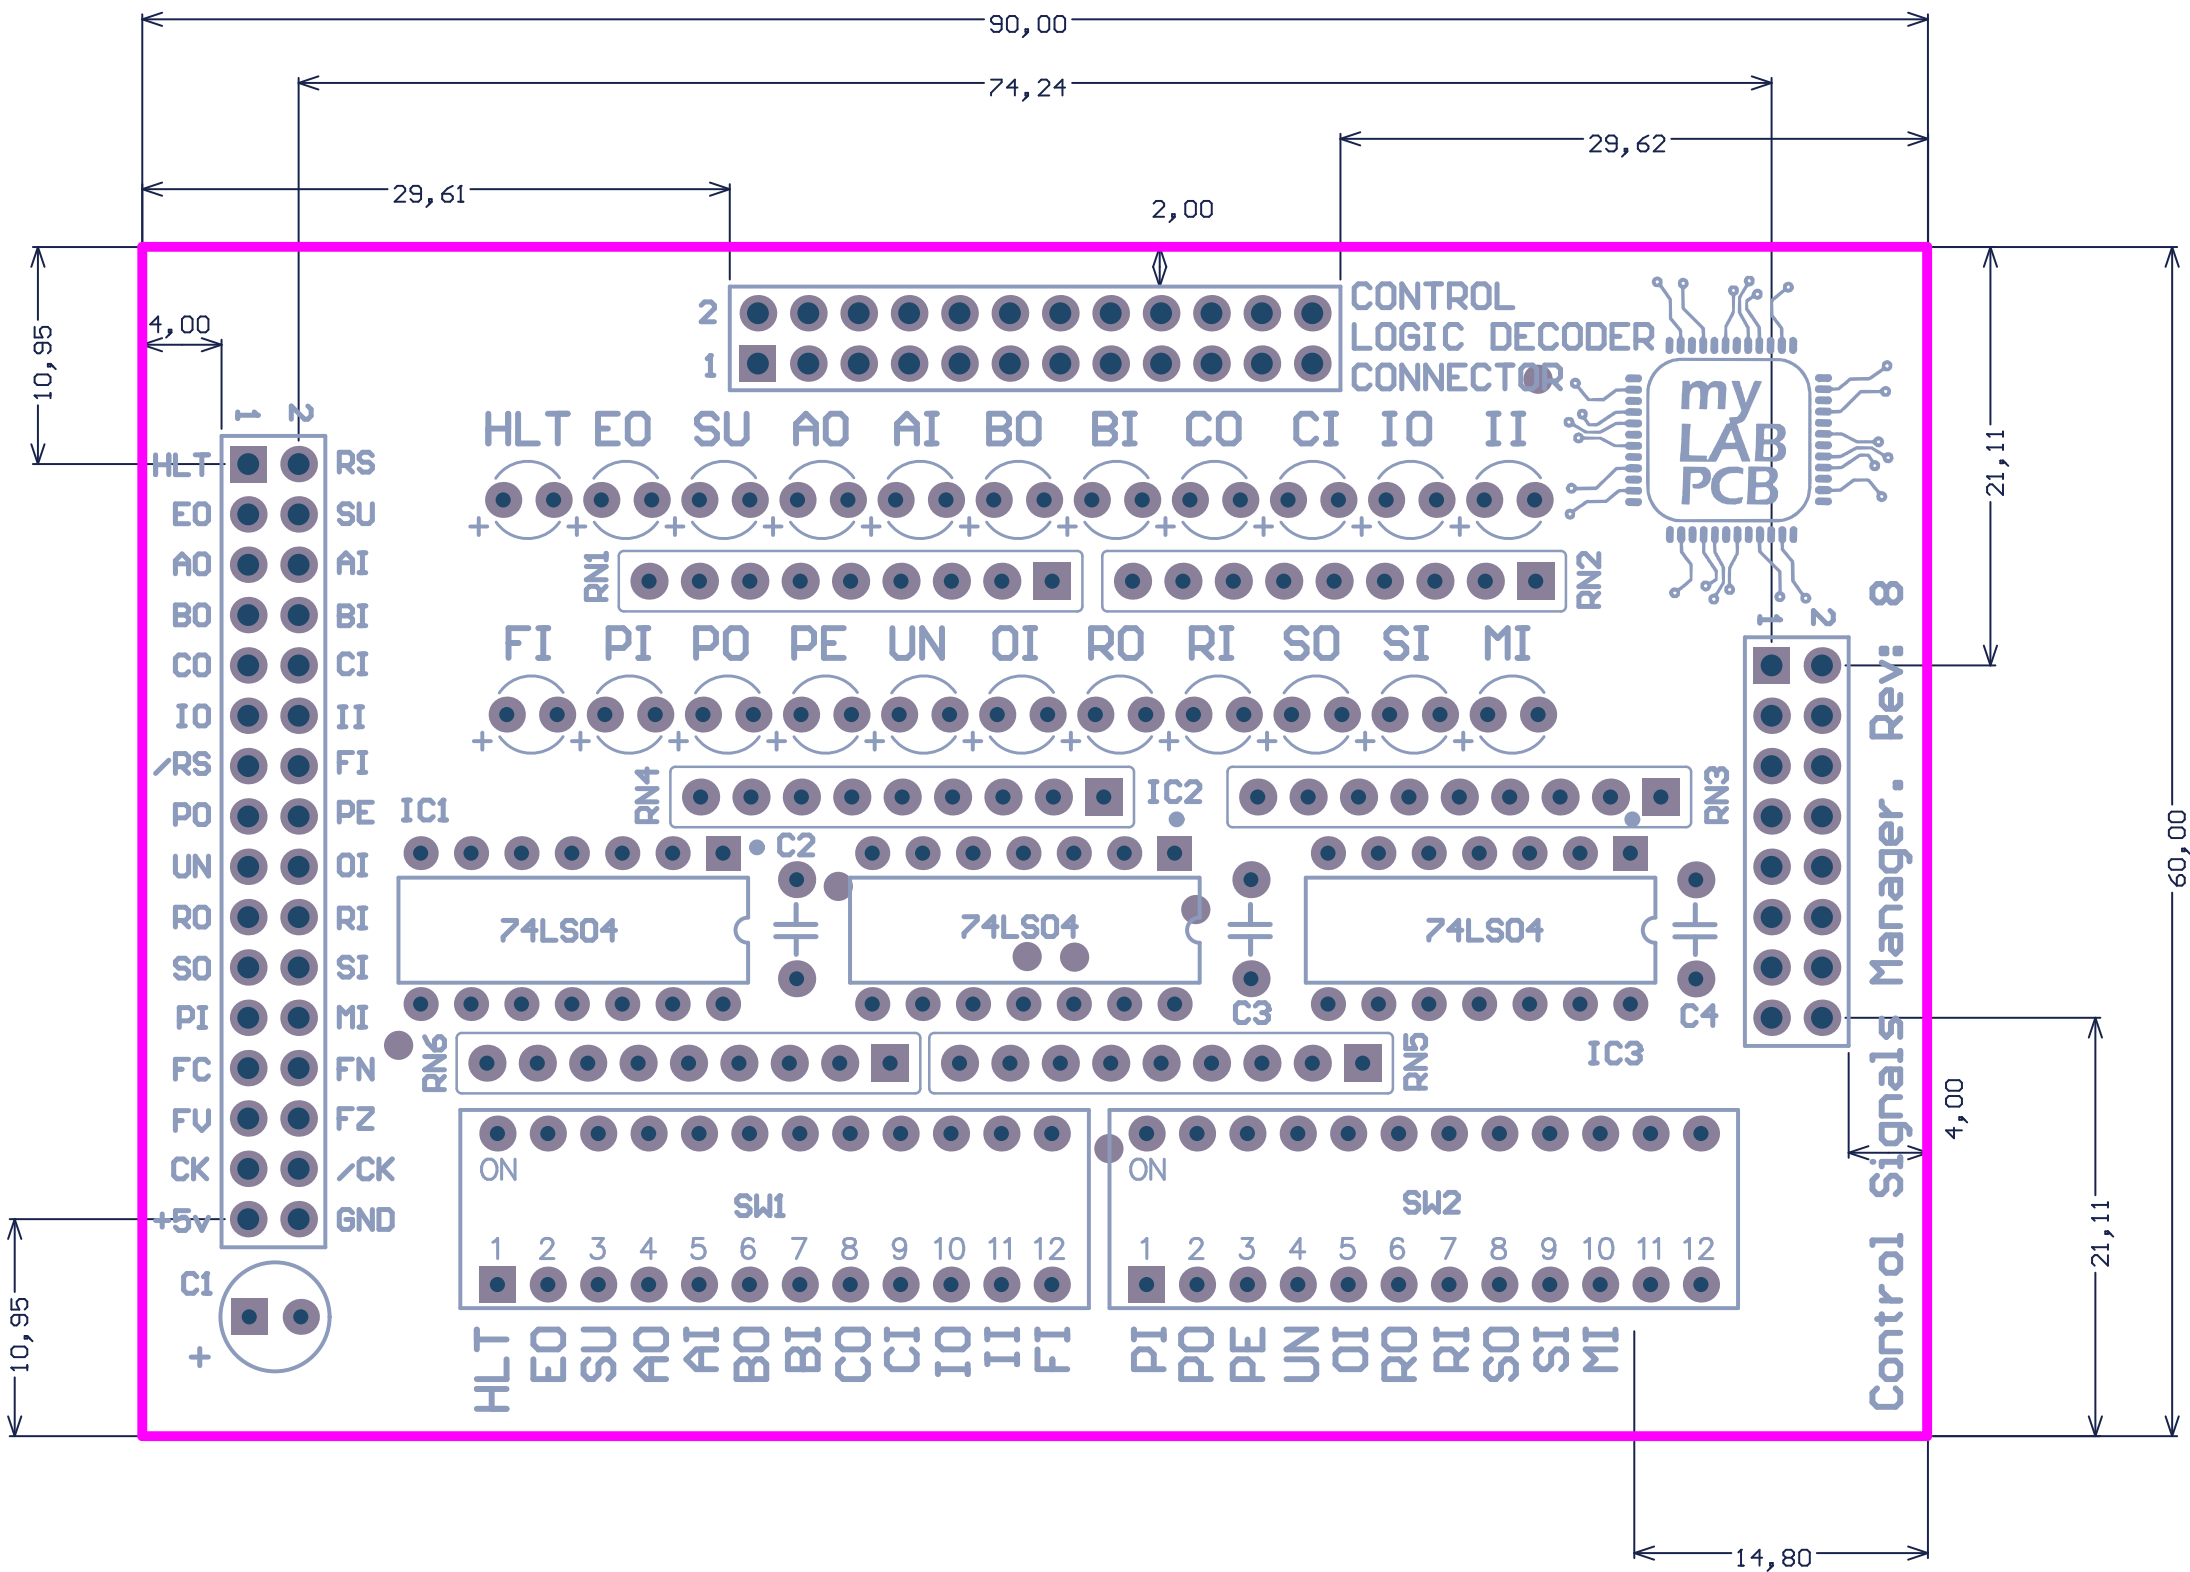 90,00
74,24
29,62
29,61
2,00
10,95
4,00
2
1
CONTROL
LOGIC DECODER
CONNECTOR
my
LAB
PCB
21,11
1 2
HLT EO SU AO AI BO BI CO CI IO II
+ + + + + + + + + + +
RN1
RN2
FI PI PO PE UN OI RO RI SO SI MI
+ + + + + + + + + + +
RN4
RN3
1 2
HLT RS
EO SU
AO AI
BO BI
CO CI
IO II
/RS FI
PO PE
UN OI
RO RI
SO SI
PI MI
FC FN
FV FZ
CK /CK
+5v GND
IC1
IC2
C2
74LS04
74LS04
74LS04
C3
C4
IC3
RN6
RN5
ON
SW1
1 2 3 4 5 6 7 8 9 10 11 12
HLT EO SU AO AI BO BI CO CI IO II FI
ON
SW2
1 2 3 4 5 6 7 8 9 10 11 12
PI PO PE UN OI RO RI SO SI MI
C1
+
Control Signals Manager. Rev: 8
60,00
4,00
21,11
10,95
14,80